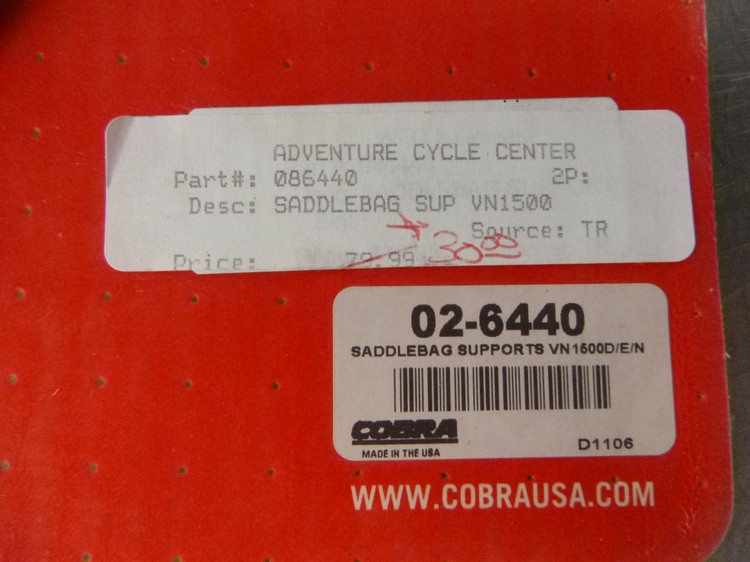 ADVENTURE CYCLE CENTER
Part#: 086440 2P:
Desc: SADDLEBAG SUP VN1500
Source: TR
Price: 79.99 $30.00
02-6440
SADDLEBAG SUPPORTS VN1500D/E/N
COBRA
MADE IN THE USA D1106
WWW.COBRAUSA.COM